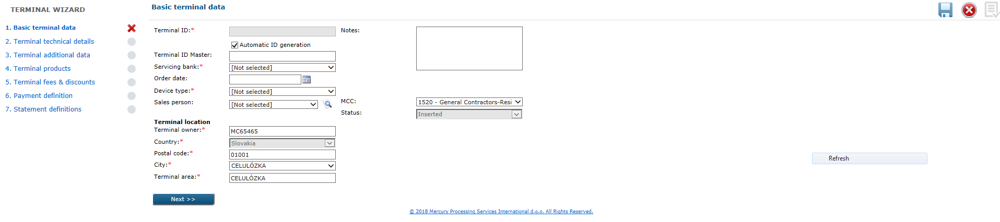 TERMINAL WIZARD
1. Basic terminal data
2. Terminal technical details
3. Terminal additional data
4. Terminal products
5. Terminal fees & discounts
6. Payment definition
7. Statement definitions
Basic terminal data
Terminal ID:*
Automatic ID generation
Terminal ID Master:
Servicing bank:* [Not selected]
Order date:
Device type:* [Not selected]
Sales person: [Not selected]
Notes:
MCC: 1520 - General Contractors-Resi
Status: Inserted
Terminal location
Terminal owner:* MC65465
Country:* Slovakia
Postal code:* 01001
City:* CELULÓZKA
Terminal area:* CELULÓZKA
Refresh
Next >>
© 2018 Mercury Processing Services International d.o.o. All Rights Reserved.